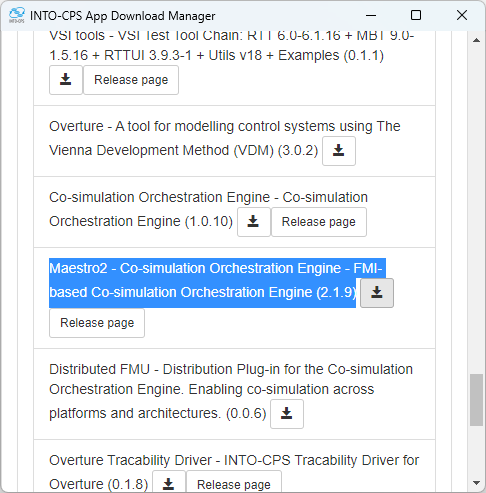 INTO-CPS App Download Manager
VSI tools - VSI Test Tool Chain: RTT 6.0-6.1.16 + MBT 9.0-
1.5.16 + RTTUI 3.9.3-1 + Utils v18 + Examples (0.1.1)
Release page
Overture - A tool for modelling control systems using The
Vienna Development Method (VDM) (3.0.2)
Co-simulation Orchestration Engine - Co-simulation
Orchestration Engine (1.0.10) Release page
Maestro2 - Co-simulation Orchestration Engine - FMI-
based Co-simulation Orchestration Engine (2.1.9)
Release page
Distributed FMU - Distribution Plug-in for the Co-simulation
Orchestration Engine. Enabling co-simulation across
platforms and architectures. (0.0.6)
Overture Tracability Driver - INTO-CPS Tracability Driver for
Overture (0.1.8) Release page